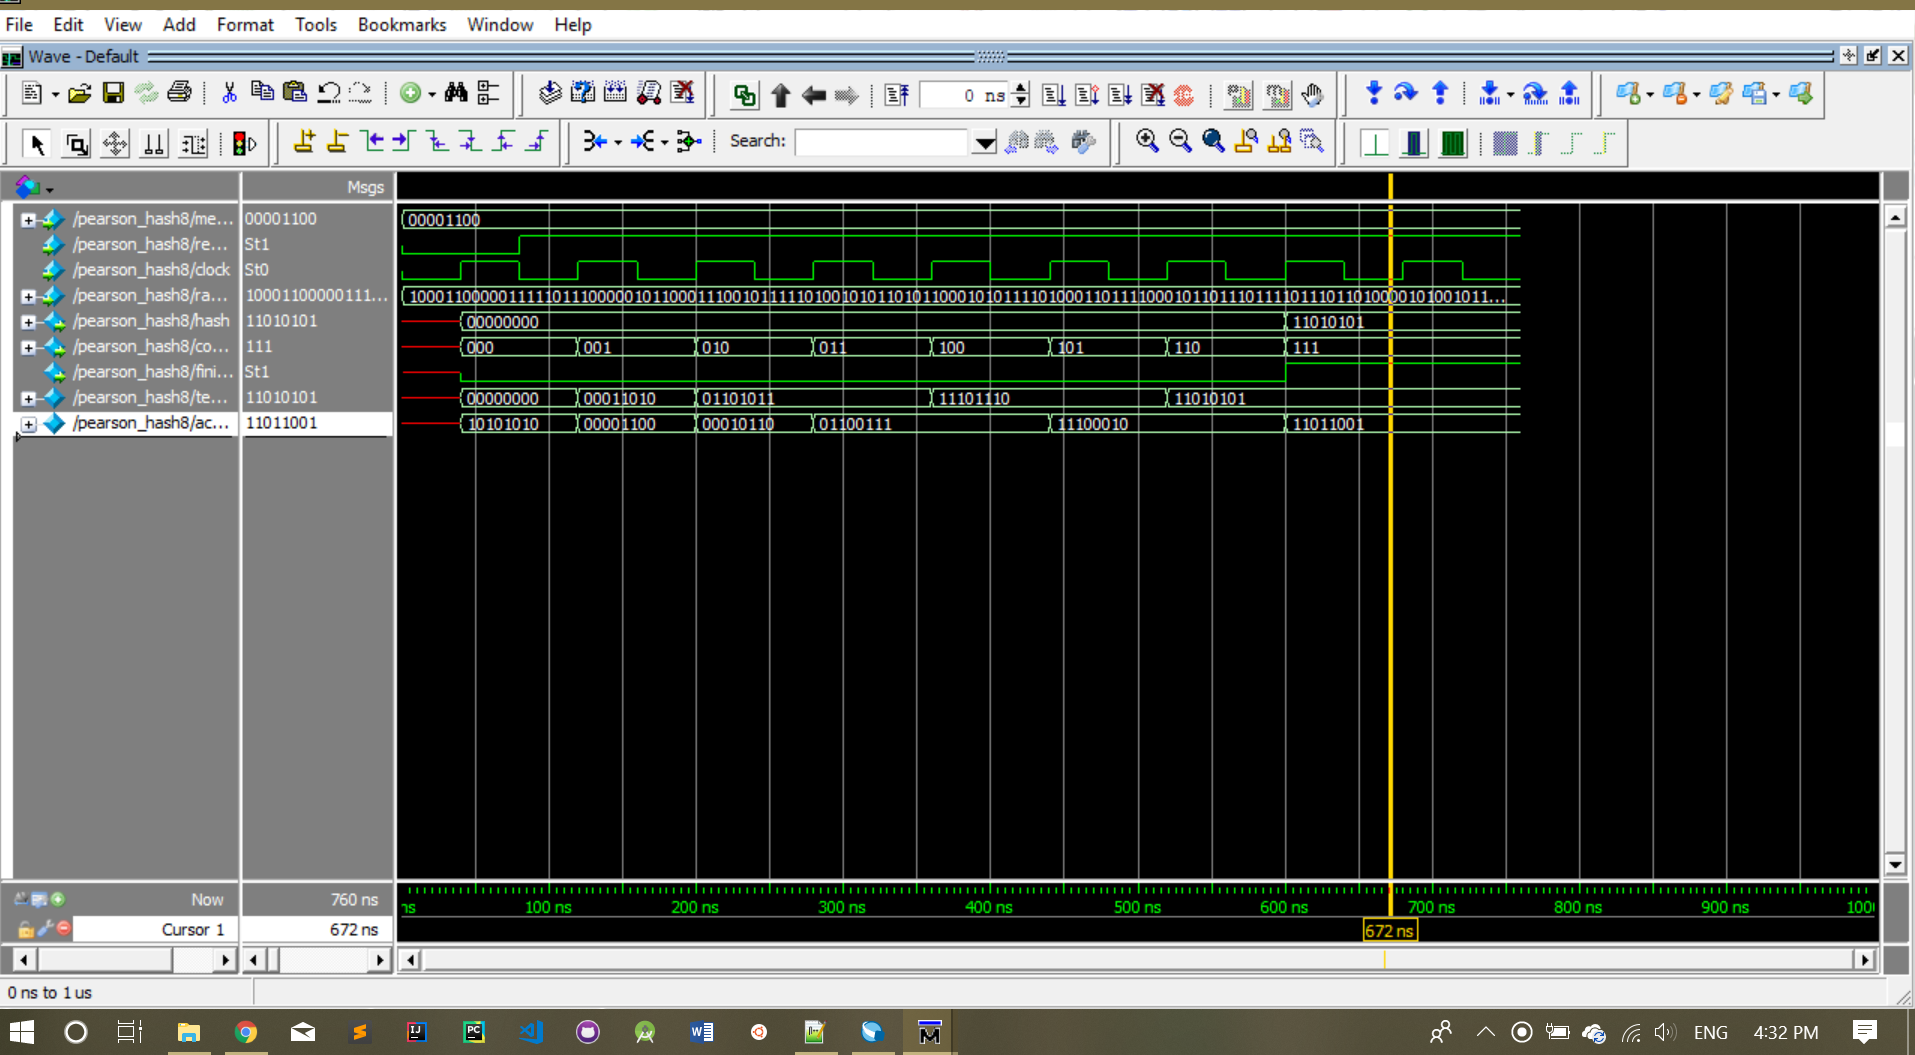 File Edit View Add Format Tools Bookmarks Window Help
Wave - Default
0 ns
Search:
Msgs
/pearson_hash8/me... 00001100 00001100
/pearson_hash8/re... St1
/pearson_hash8/clock St0
/pearson_hash8/ra... 10001100000111...
/pearson_hash8/hash 11010101 00000000 11010101
/pearson_hash8/co... 111 000 001 010 011 100 101 110 111
/pearson_hash8/fini... St1
/pearson_hash8/te... 11010101 00000000 00011010 01101011 11101110 11010101
/pearson_hash8/ac... 11011001 10101010 00001100 00010110 01100111 11100010 11011001
Now 760 ns ns 100 ns 200 ns 300 ns 400 ns 500 ns 600 ns 700 ns 800 ns 900 ns 100
Cursor 1 672 ns 672 ns
0 ns to 1 us
ENG 4:32 PM